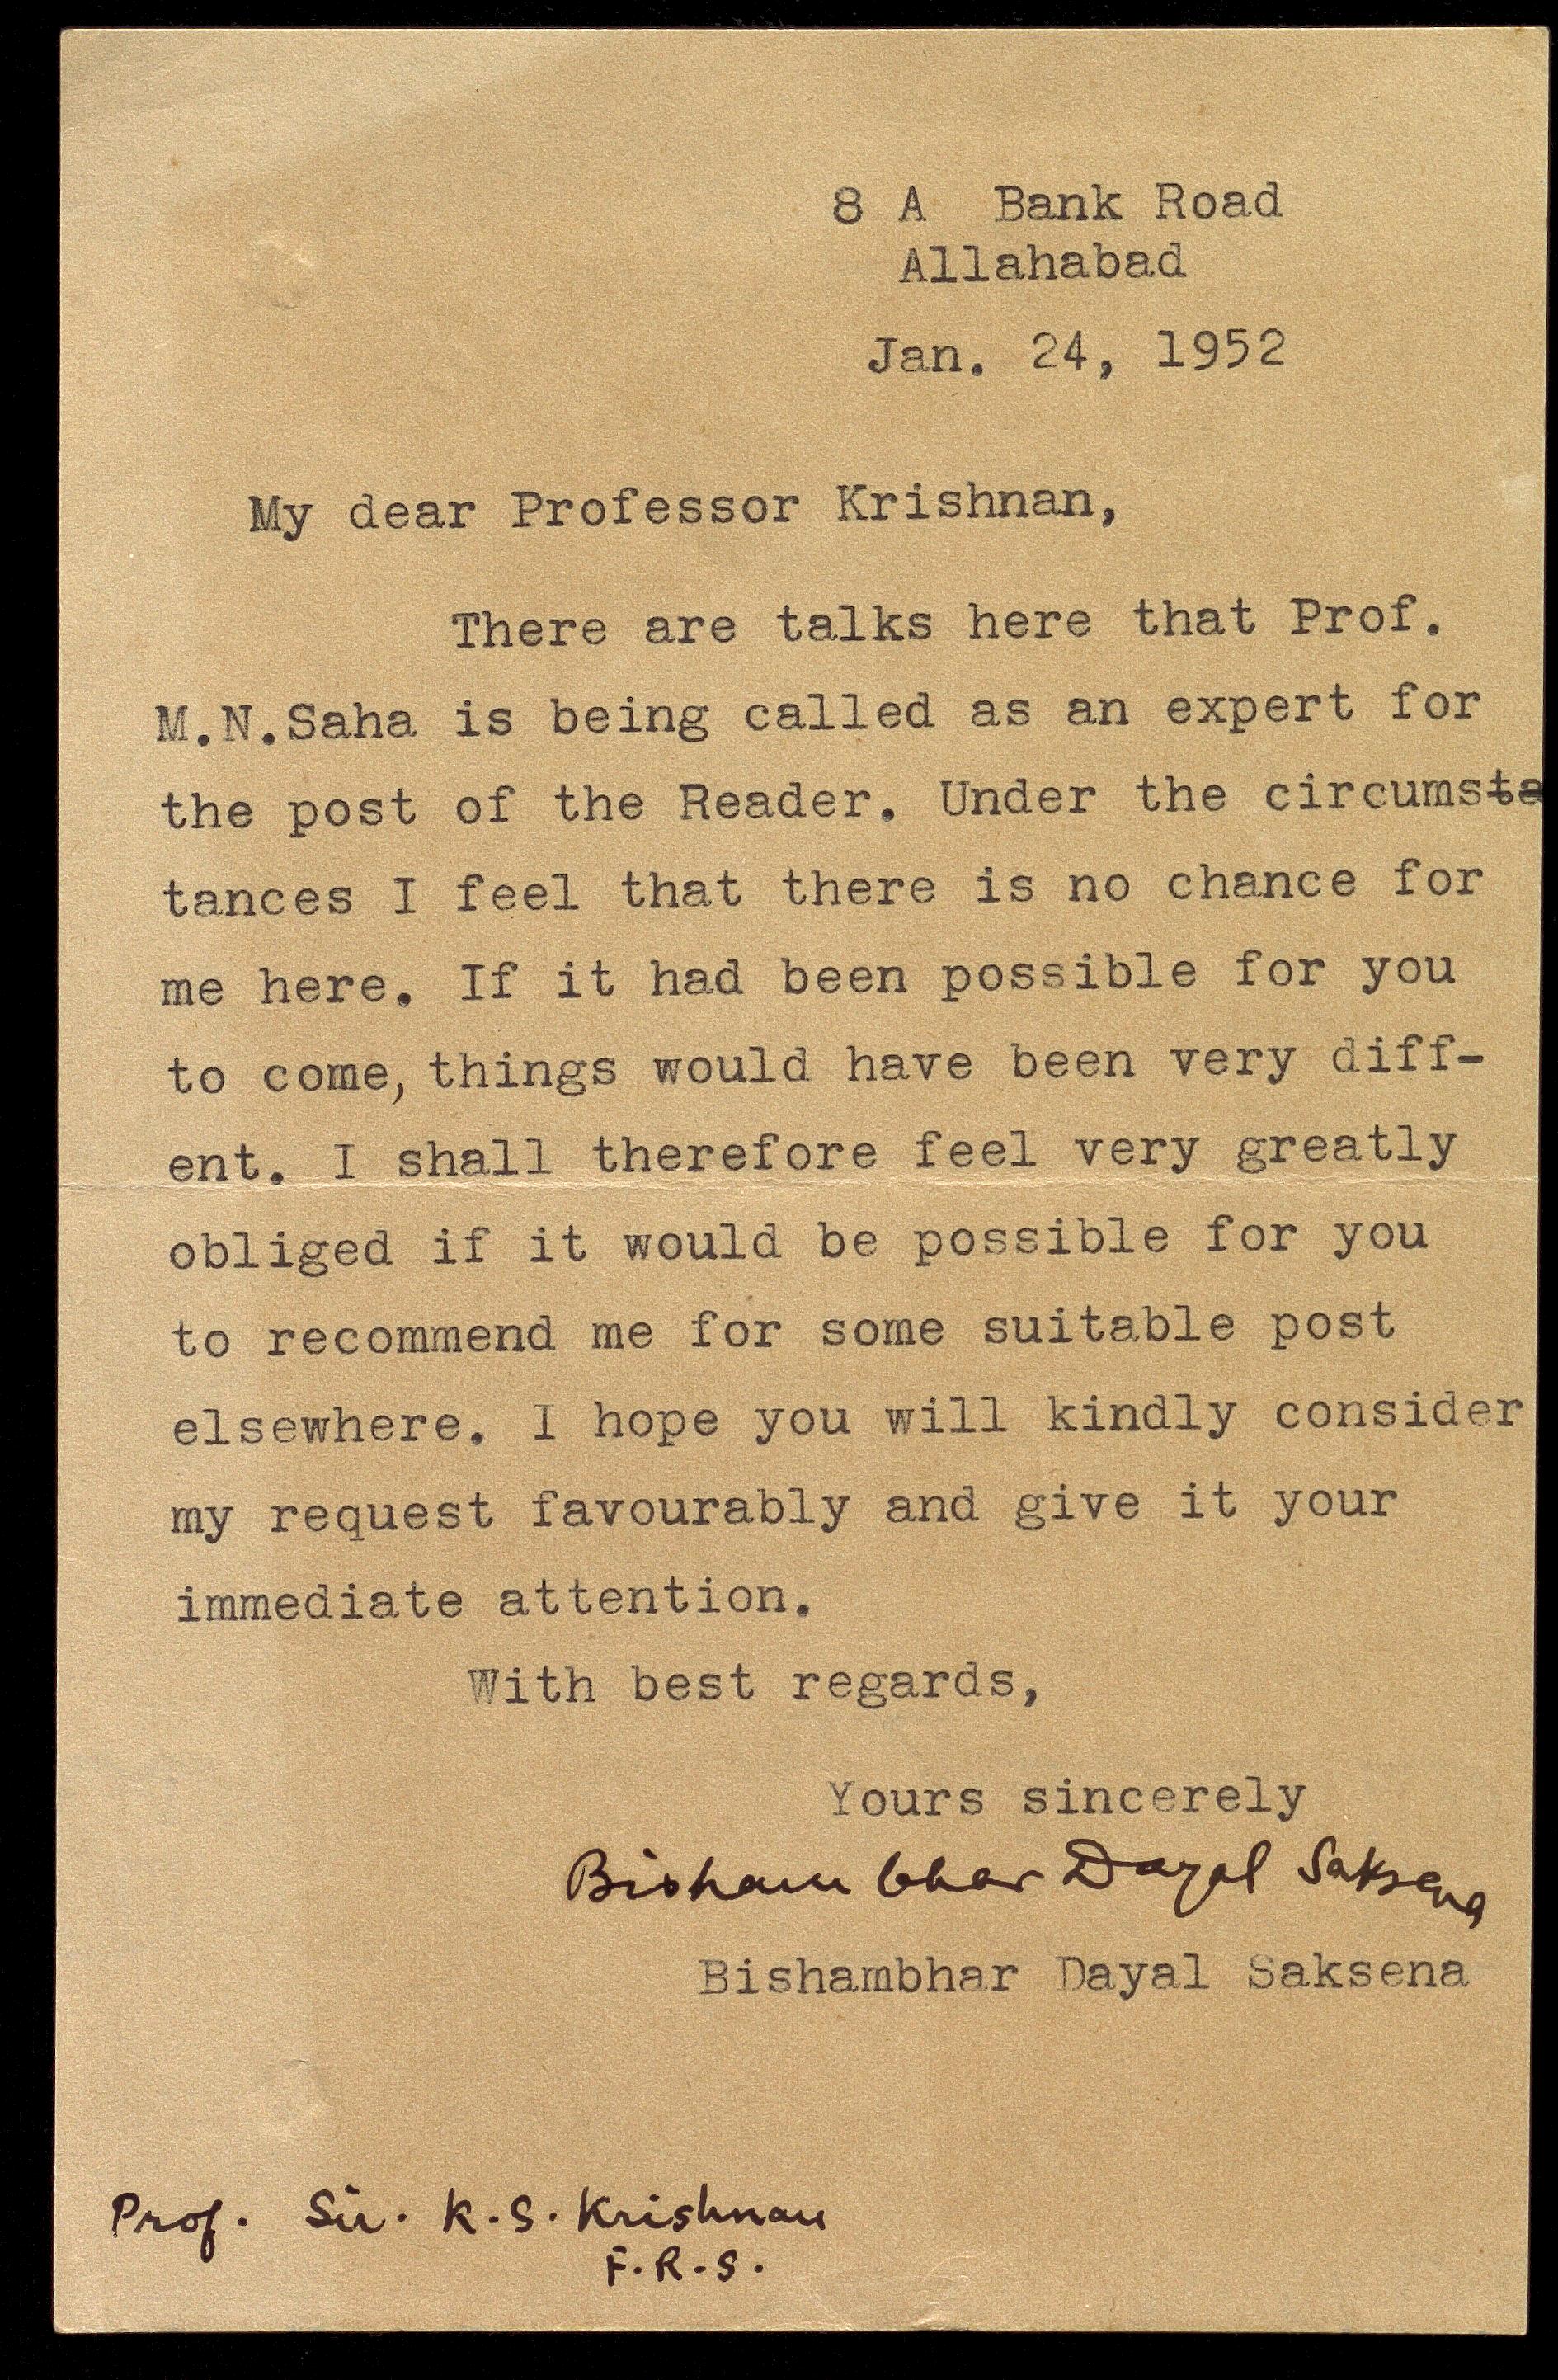 8 A Bank Road
Allahabad
Jan. 24, 1952
My dear Professor Krishnan,
There are talks here that Prof.
M.N.Saha is being called as an expert for
the post of the Reader. Under the circumsta
tances I feel that there is no chance for
me here. If it had been possible for you
to come, things would have been very diff-
ent. I shall therefore feel very greatly
obliged if it would be possible for you
to recommend me for some suitable post
elsewhere. I hope you will kindly consider
my request favourably and give it your
immediate attention.
With best regards,
Yours sincerely
Bishambhar Dayal Saksena
Bishambhar Dayal Saksena
Prof. Sir. K.S. Krishnan
F.R.S.